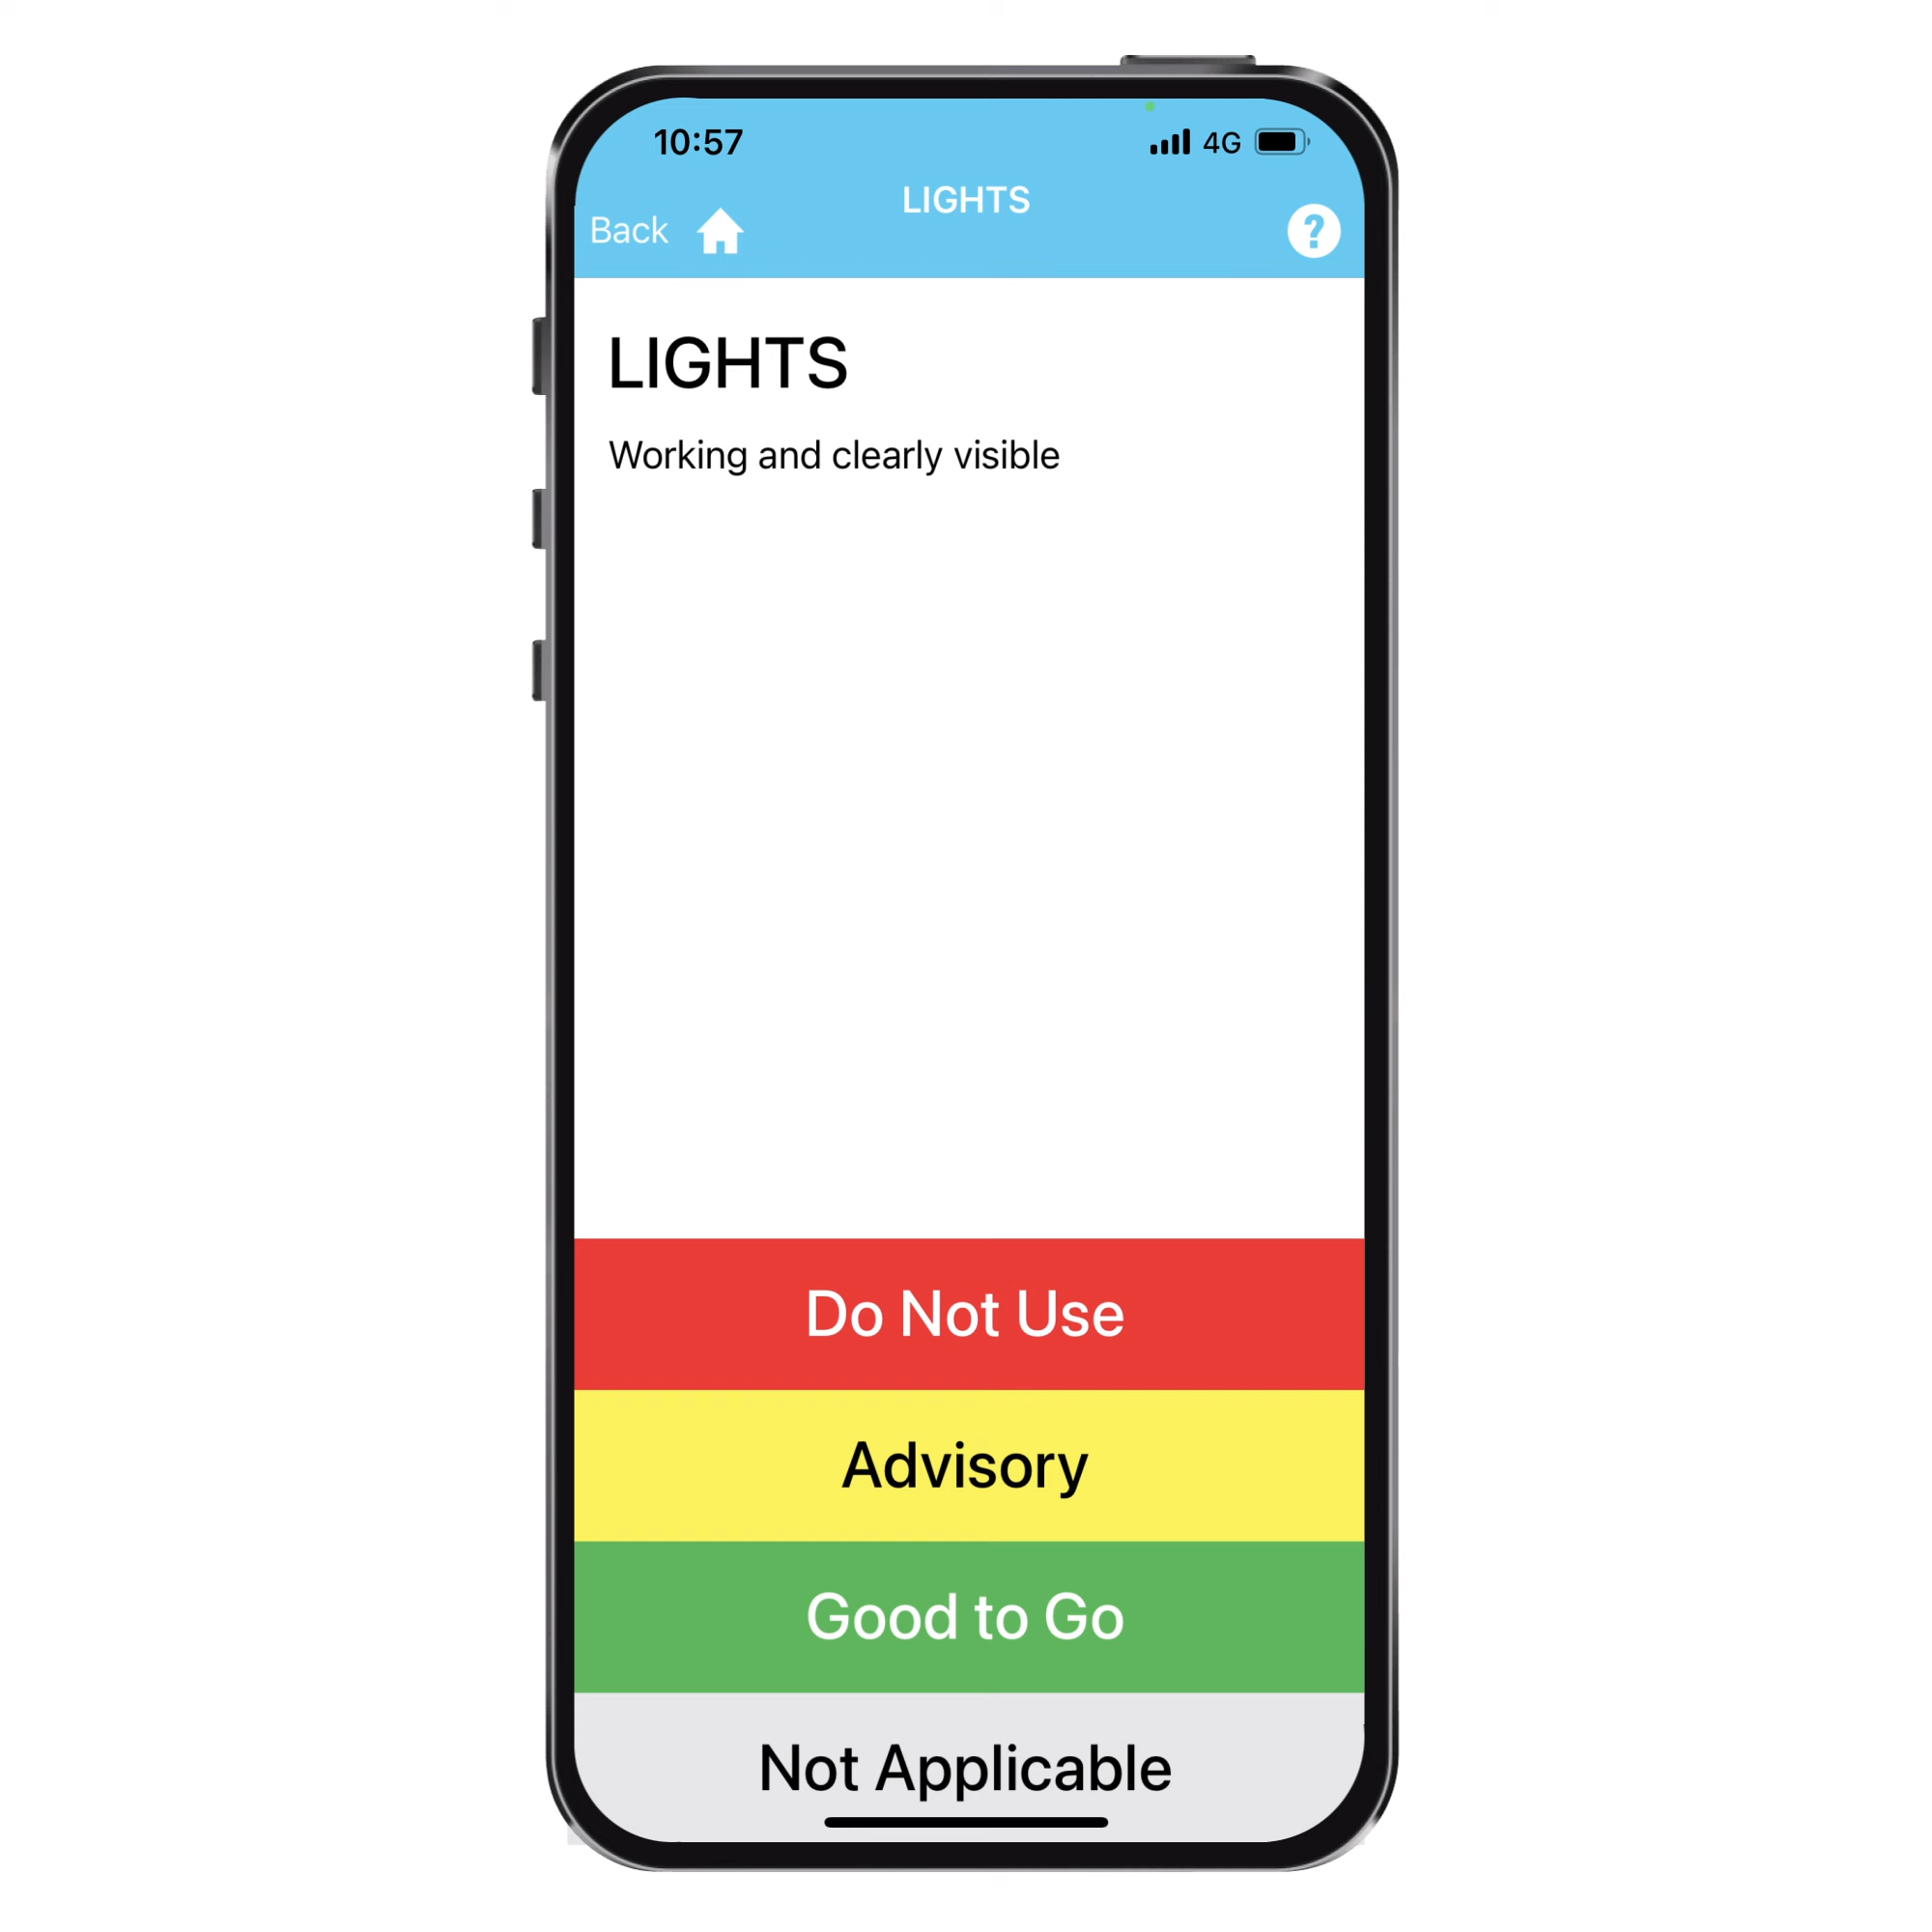 10:57 4G
LIGHTS
Back
?
LIGHTS
Working and clearly visible
Do Not Use
Advisory
Good to Go
Not Applicable